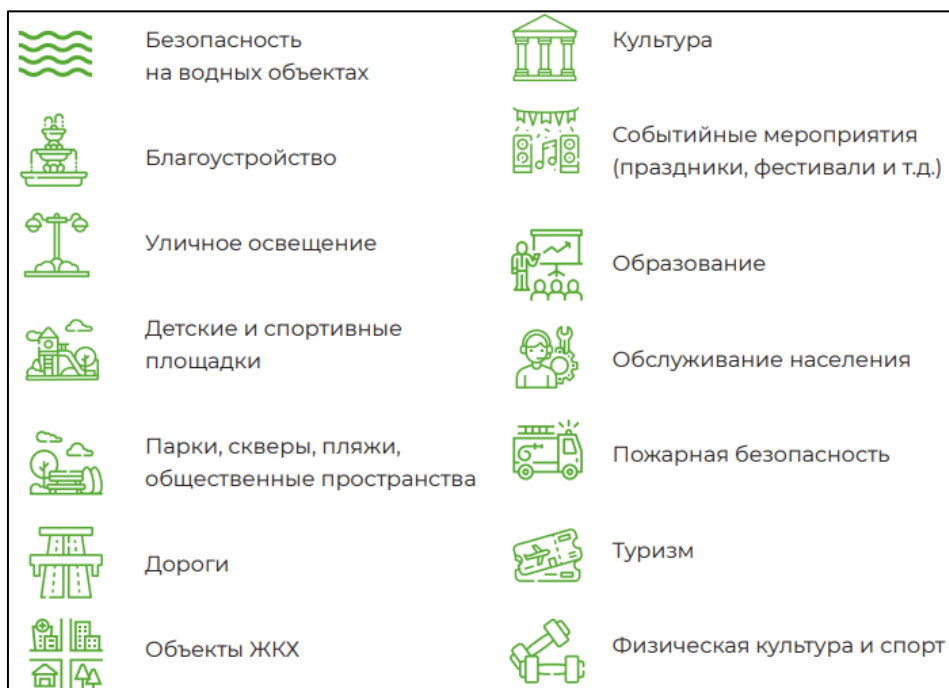 Безопасность
на водных объектах
Благоустройство
Уличное освещение
Детские и спортивные
площадки
Парки, скверы, пляжи,
общественные пространства
Дороги
Объекты ЖКХ
Культура
Событийные мероприятия
(праздники, фестивали и т.д.)
Образование
Обслуживание населения
Пожарная безопасность
Туризм
Физическая культура и спорт